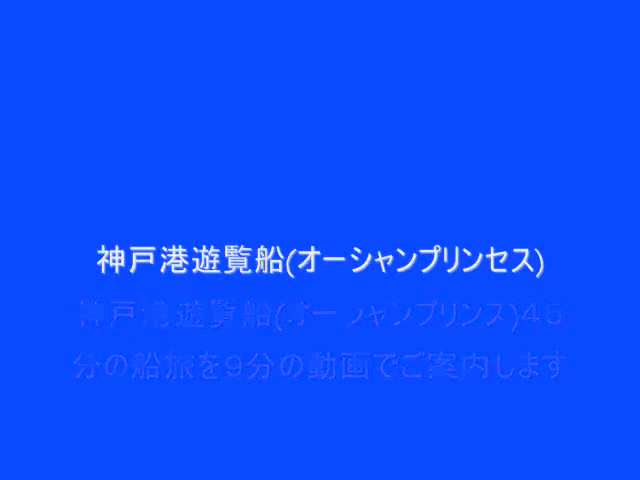 神戸港遊覧船(オーシャンプリンセス)
神戸港遊覧船(オーシャンプリンス)45
分の船旅を9分の動画でご案内します